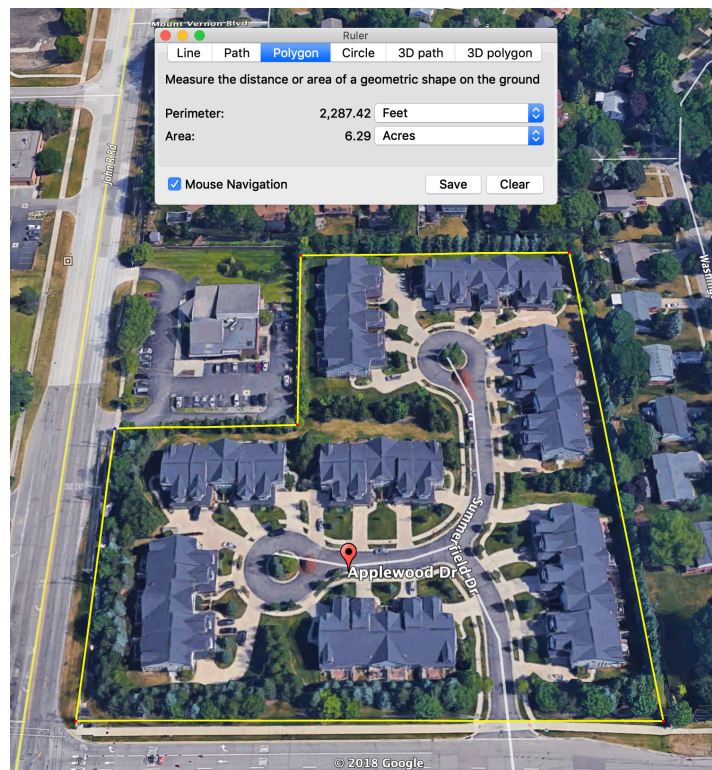 Mount Vernon Blvd
Ruler
Line Path Polygon Circle 3D path 3D polygon
Measure the distance or area of a geometric shape on the ground
Perimeter: 2,287.42 Feet
Area: 6.29 Acres
Mouse Navigation Save Clear
John R Rd
Summerfield Dr
Applewood Dr
© 2018 Google